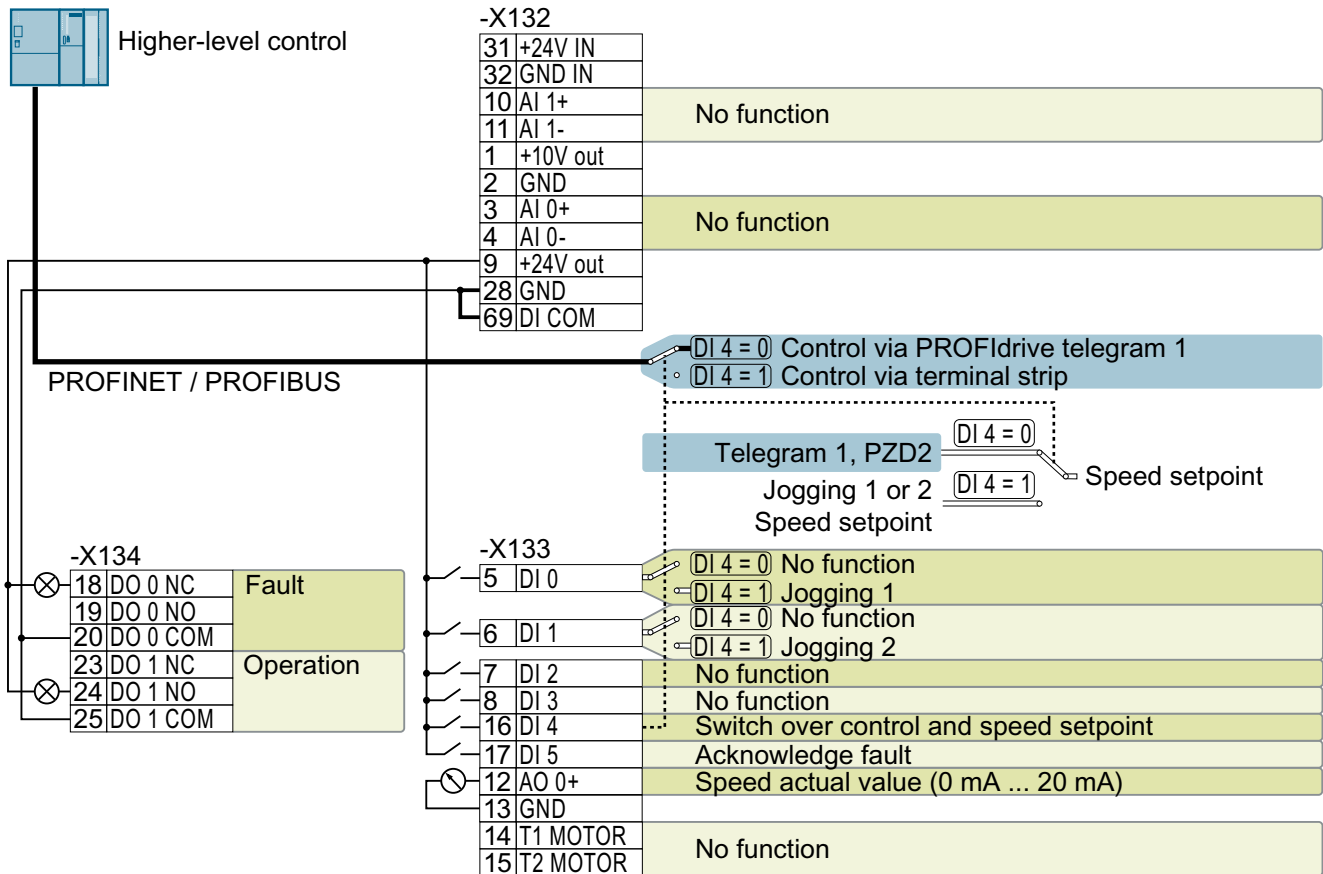 Higher-level control
-X132
31 +24V IN
32 GND IN
10 AI 1+
11 AI 1-
No function
1 +10V out
2 GND
3 AI 0+
4 AI 0-
No function
9 +24V out
28 GND
69 DI COM
PROFINET / PROFIBUS
DI 4 = 0 Control via PROFIdrive telegram 1
DI 4 = 1 Control via terminal strip
Telegram 1, PZD2
DI 4 = 0
Jogging 1 or 2
Speed setpoint
DI 4 = 1
Speed setpoint
-X134
18 DO 0 NC Fault
19 DO 0 NO
20 DO 0 COM
23 DO 1 NC Operation
24 DO 1 NO
25 DO 1 COM
-X133
5 DI 0
DI 4 = 0 No function
DI 4 = 1 Jogging 1
6 DI 1
DI 4 = 0 No function
DI 4 = 1 Jogging 2
7 DI 2 No function
8 DI 3 No function
16 DI 4 Switch over control and speed setpoint
17 DI 5 Acknowledge fault
12 AO 0+ Speed actual value (0 mA ... 20 mA)
13 GND
14 T1 MOTOR
15 T2 MOTOR
No function